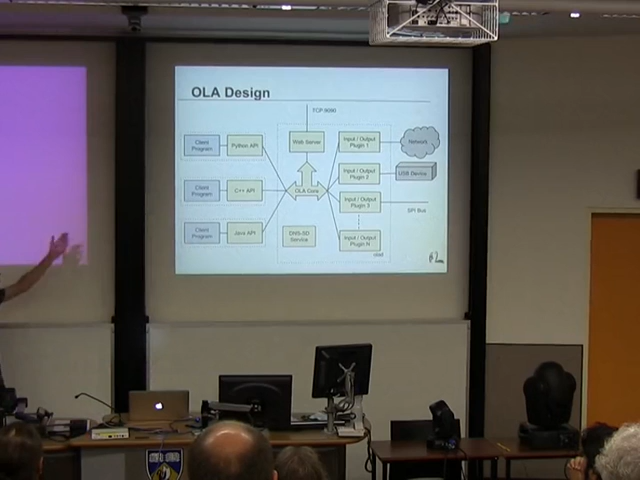 OLA Design
TCP 9090
Client Program
Python API
Web Server
Input / Output Plugin 1
Network
Client Program
C++ API
OLA Core
Input / Output Plugin 2
USB Device
Input / Output Plugin 3
SPI Bus
Client Program
Java API
DNS-SD Service
Input / Output Plugin N
olad